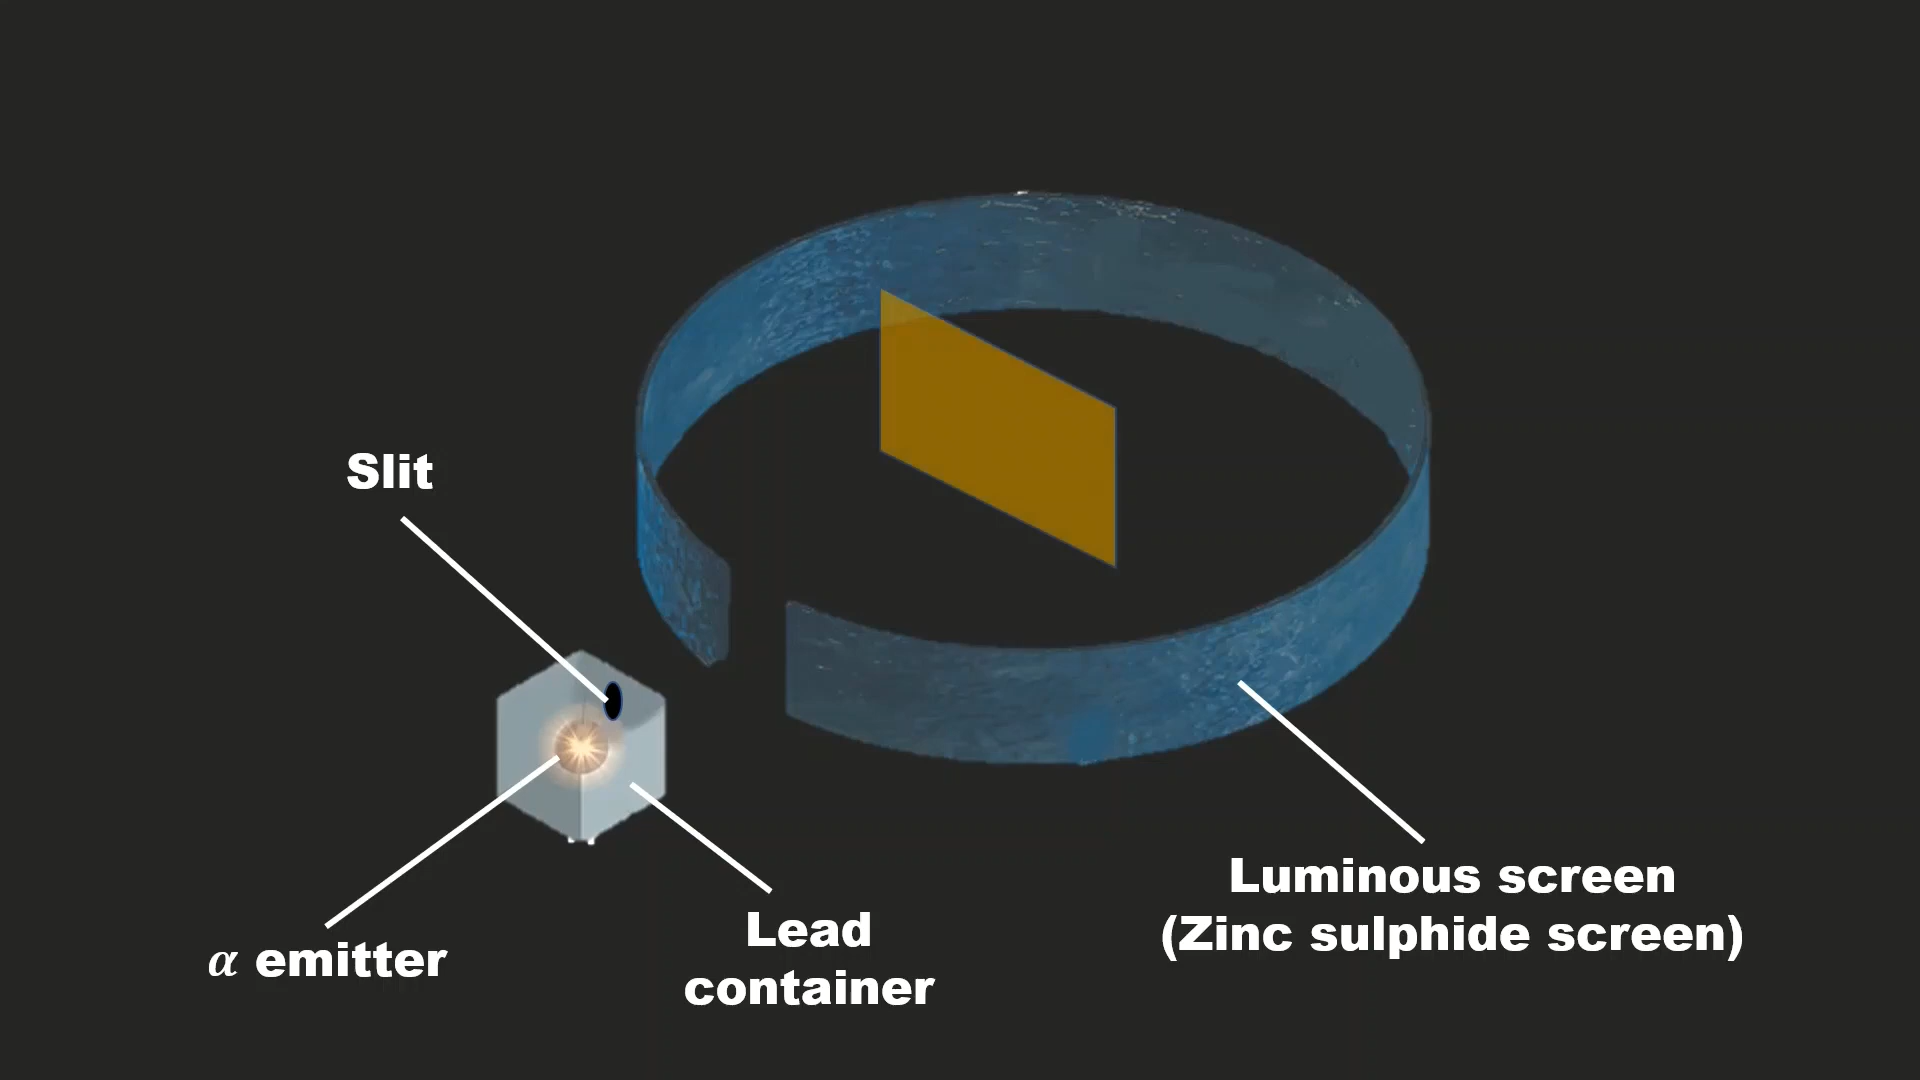 Slit
α emitter
Lead
container
Luminous screen
(Zinc sulphide screen)